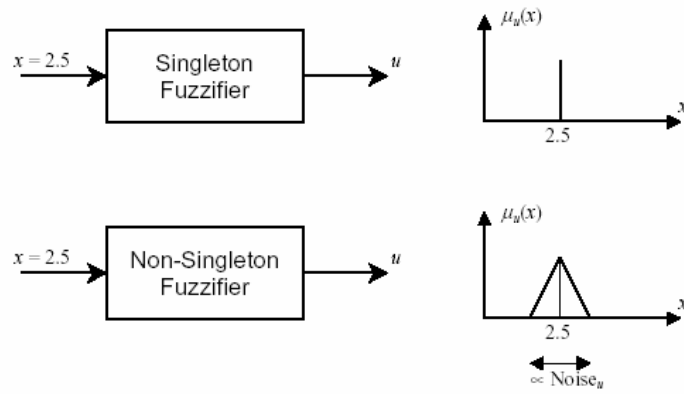 x = 2.5
Singleton
Fuzzifier
u
μu(x)
x
2.5
x = 2.5
Non-Singleton
Fuzzifier
u
μu(x)
x
2.5
∝ Noiseu